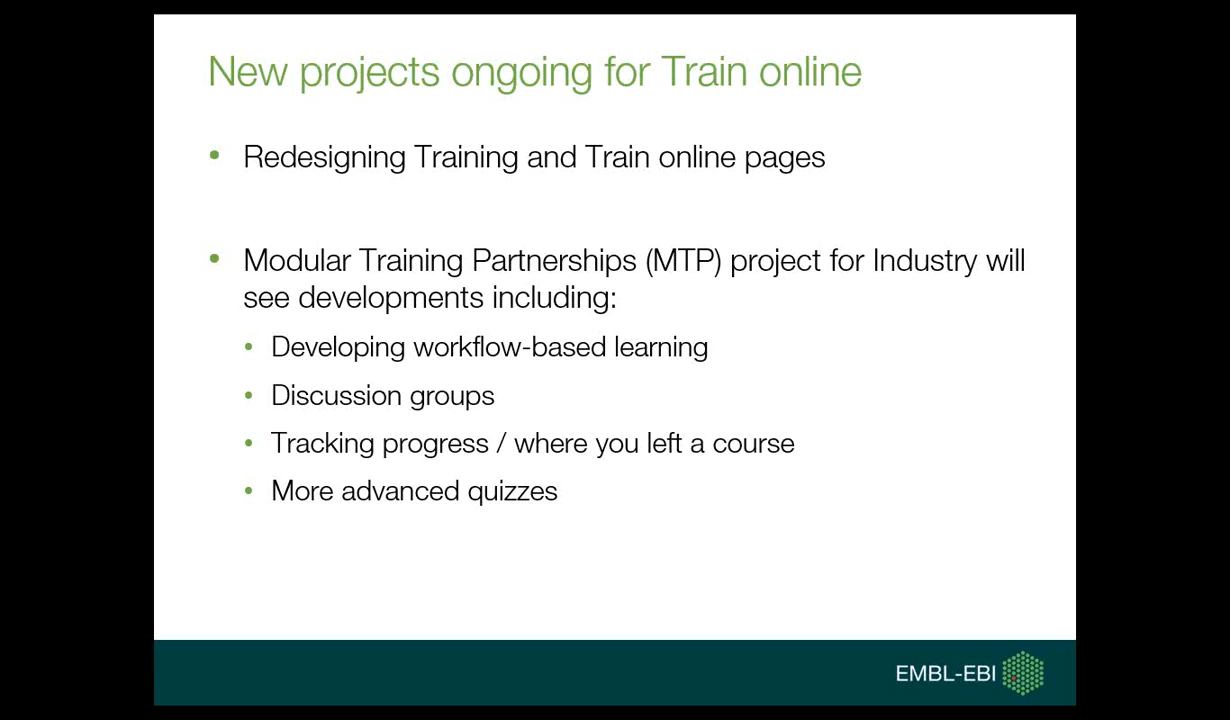 New projects ongoing for Train online
• Redesigning Training and Train online pages
• Modular Training Partnerships (MTP) project for Industry will
see developments including:
• Developing workflow-based learning
• Discussion groups
• Tracking progress / where you left a course
• More advanced quizzes
EMBL-EBI